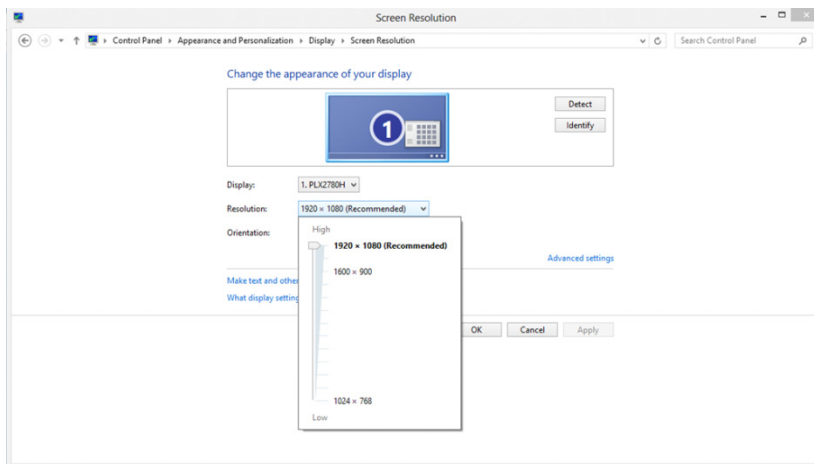 Screen Resolution
Control Panel Appearance and Personalization Display Screen Resolution
Search Control Panel
Change the appearance of your display
1
Detect
Identify
Display: 1. PLX2780H
Resolution: 1920 × 1080 (Recommended)
Orientation:
High
1920 × 1080 (Recommended)
1600 × 900
1024 × 768
Low
Advanced settings
Make text and other
What display setting
OK Cancel Apply